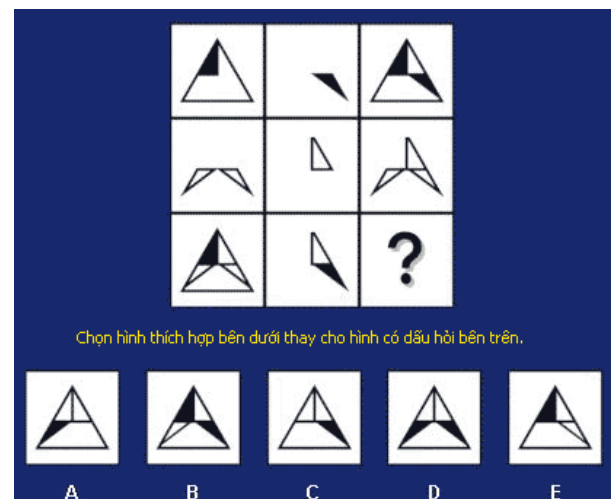 ?
Chọn hình thích hợp bên dưới thay cho hình có dấu hỏi bên trên.
A B C D E